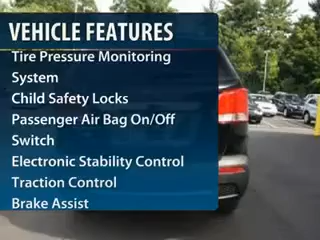 VEHICLE FEATURES
Tire Pressure Monitoring
System
Child Safety Locks
Passenger Air Bag On/Off
Switch
Electronic Stability Control
Traction Control
Brake Assist